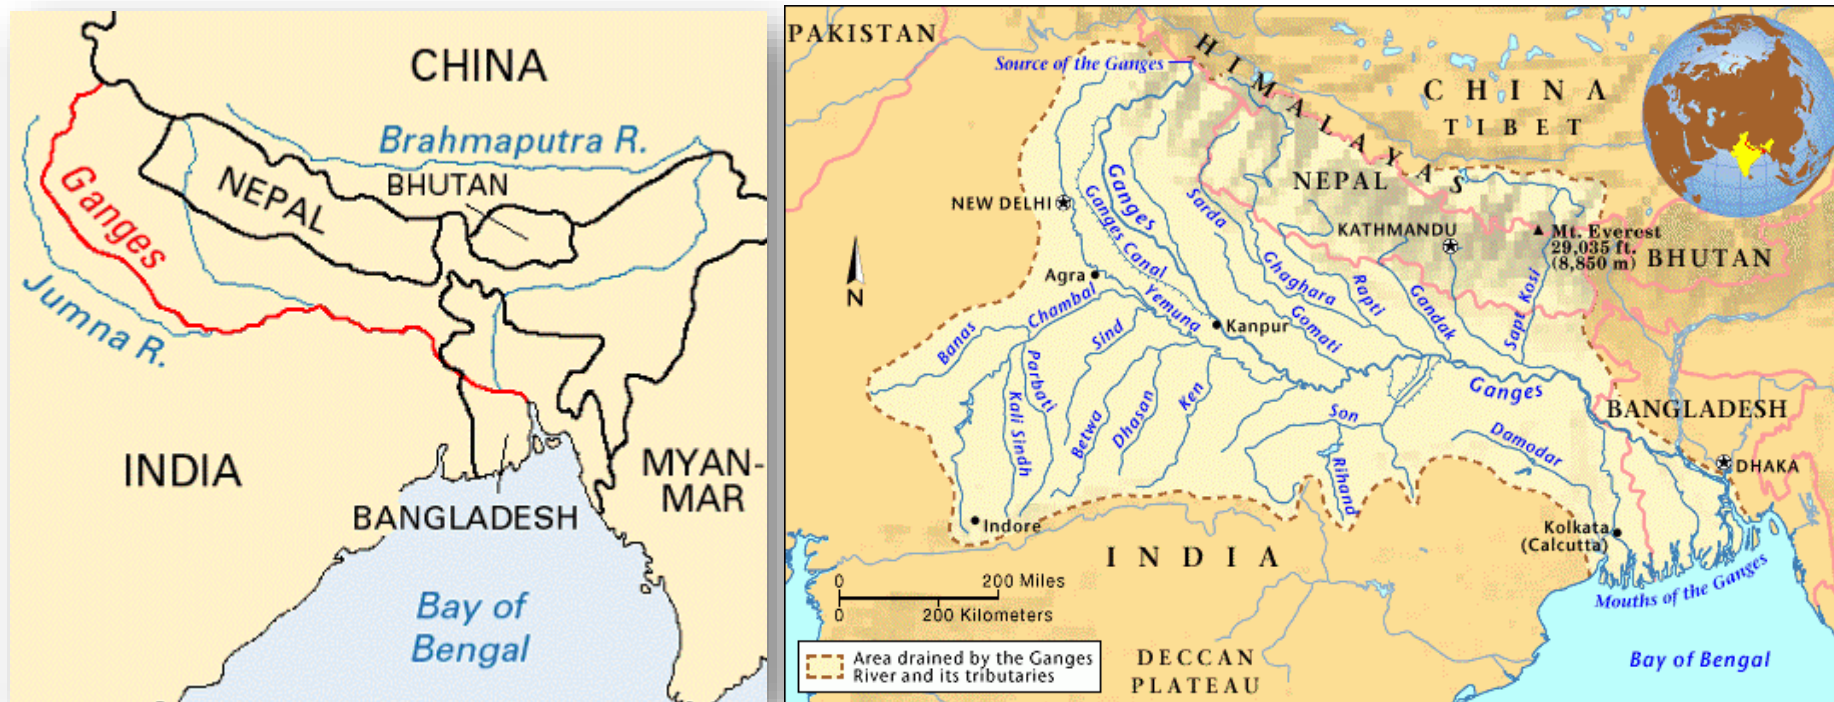 CHINA
Brahmaputra R.
BHUTAN
NEPAL
Ganges
Jumna R.
INDIA
MYAN-
MAR
BANGLADESH
Bay of
Bengal
PAKISTAN
HIMALAYAS
Source of the Ganges
CHINA
TIBET
NEPAL
NEW DELHI
Ganges
Ganges Canal
Sarda
KATHMANDU
Mt. Everest
29,035 ft.
(8,850 m)
BHUTAN
N
Agra
Chambal
Yemuna
Ghaghara
Rapti
Gandak
Sapt Kosi
Banas
Sind
Kanpur
Gomati
Parbati
Kali Sindh
Betwa
Dhasan
Ken
Ganges
Son
BANGLADESH
Damodar
Rihand
DHAKA
Indore
Kolkata
(Calcutta)
INDIA
0 200 Miles
0 200 Kilometers
Mouths of the Ganges
Area drained by the Ganges
River and its tributaries
DECCAN
PLATEAU
Bay of Bengal